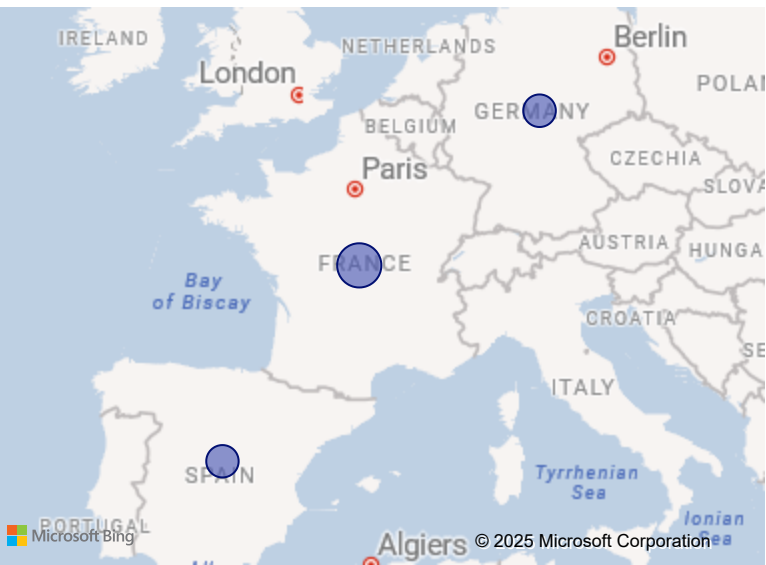 IRELAND
NETHERLANDS
Berlin
London
POLAN
GERMANY
BELGIUM
CZECHIA
Paris
SLOVA
AUSTRIA
HUNGA
FRANCE
Bay
of Biscay
CROATIA
SE
ITALY
SPAIN
Tyrrhenian
Sea
PORTUGAL
Microsoft Bing
Algiers
© 2025 Microsoft Corporation
Ionian
Sea